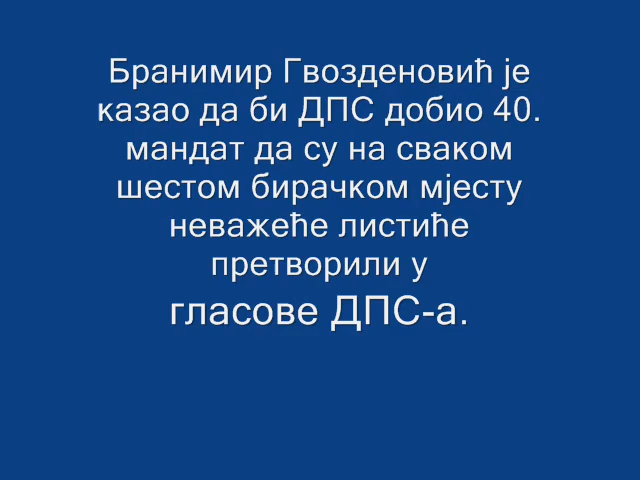 Бранимир Гвозденовић је
казао да би ДПС добио 40.
мандат да су на сваком
шестом бирачком мјесту
неважеће листиће
претворили у
гласове ДПС-а.